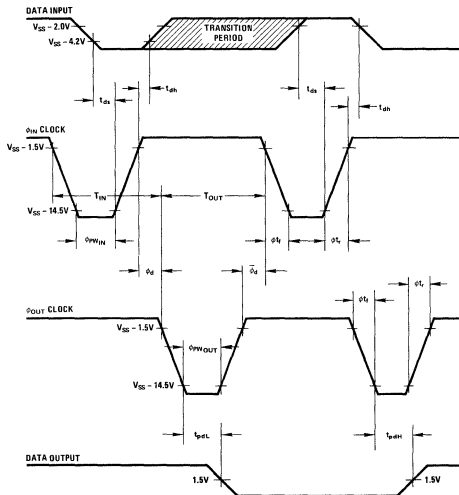 DATA INPUT
VSS – 2.0V
VSS – 4.2V
TRANSITION
PERIOD
tds
tdh
tds
tdh
ϕIN CLOCK
VSS – 1.5V
TIN
TOUT
VSS – 14.5V
ϕPWIN
ϕtf
ϕtr
ϕd
ϕ̅d
ϕtf
ϕtr
ϕOUT CLOCK
VSS – 1.5V
ϕPWOUT
VSS – 14.5V
tpdL
tpdH
DATA OUTPUT
1.5V
1.5V